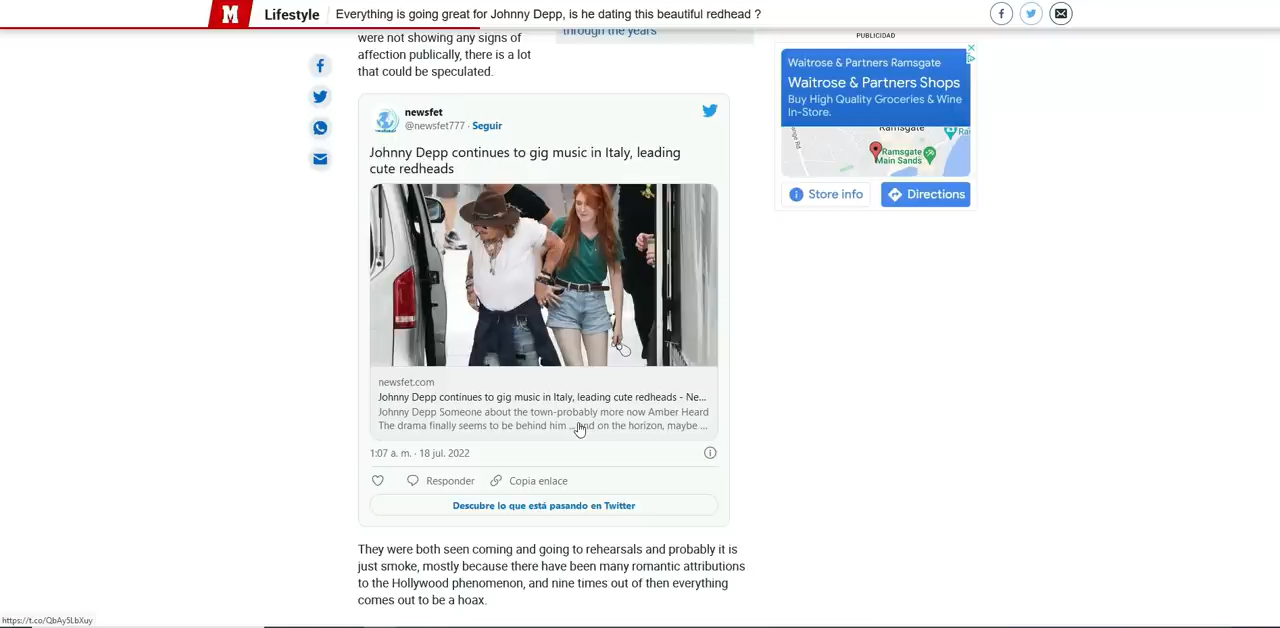 M Lifestyle Everything is going great for Johnny Depp, is he dating this beautiful redhead ?
were not showing any signs of
affection publically, there is a lot
that could be speculated.
through the years
newsfet
@newsfet777 · Seguir
Johnny Depp continues to gig music in Italy, leading
cute redheads
newsfet.com
Johnny Depp continues to gig music in Italy, leading cute redheads - Ne...
Johnny Depp Someone about the town-probably more now Amber Heard
The drama finally seems to be behind him ... and on the horizon, maybe ...
1:07 a. m. · 18 jul. 2022
Responder Copia enlace
Descubre lo que está pasando en Twitter
They were both seen coming and going to rehearsals and probably it is
just smoke, mostly because there have been many romantic attributions
to the Hollywood phenomenon, and nine times out of then everything
comes out to be a hoax.
PUBLICIDAD
Waitrose & Partners Ramsgate
Waitrose & Partners Shops
Buy High Quality Groceries & Wine
In-Store.
Ramsgate
Ramsgate
Main Sands
Store info Directions
https://t.co/QbAySLbXuy